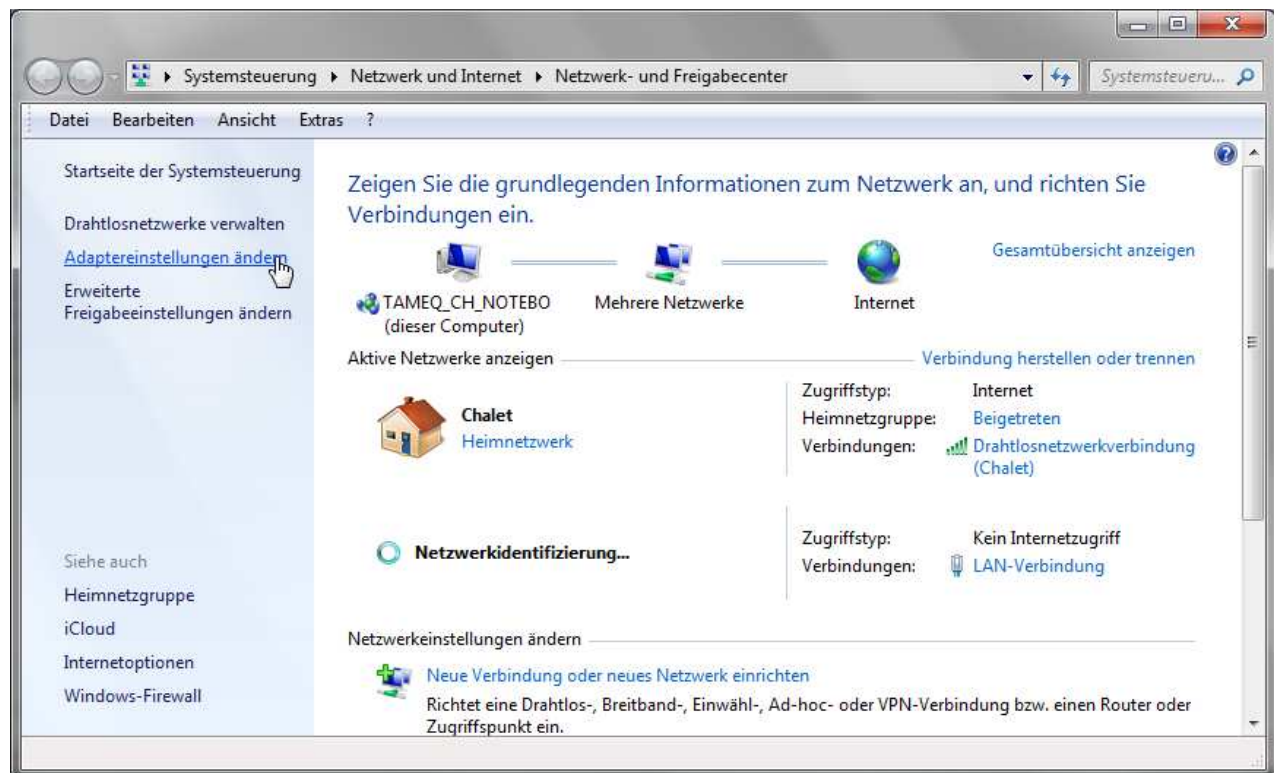 Systemsteuerung ▸ Netzwerk und Internet ▸ Netzwerk- und Freigabecenter
Systemsteueru...
Datei Bearbeiten Ansicht Extras ?
Startseite der Systemsteuerung
Drahtlosnetzwerke verwalten
Adaptereinstellungen ändern
Erweiterte
Freigabeeinstellungen ändern
Siehe auch
Heimnetzgruppe
iCloud
Internetoptionen
Windows-Firewall
Zeigen Sie die grundlegenden Informationen zum Netzwerk an, und richten Sie
Verbindungen ein.
Gesamtübersicht anzeigen
TAMEQ_CH_NOTEBO
(dieser Computer)
Mehrere Netzwerke
Internet
Aktive Netzwerke anzeigen
Verbindung herstellen oder trennen
Chalet
Heimnetzwerk
Zugriffstyp: Internet
Heimnetzgruppe: Beigetreten
Verbindungen: Drahtlosnetzwerkverbindung
(Chalet)
Netzwerkidentifizierung...
Zugriffstyp: Kein Internetzugriff
Verbindungen: LAN-Verbindung
Netzwerkeinstellungen ändern
Neue Verbindung oder neues Netzwerk einrichten
Richtet eine Drahtlos-, Breitband-, Einwähl-, Ad-hoc- oder VPN-Verbindung bzw. einen Router oder
Zugriffspunkt ein.